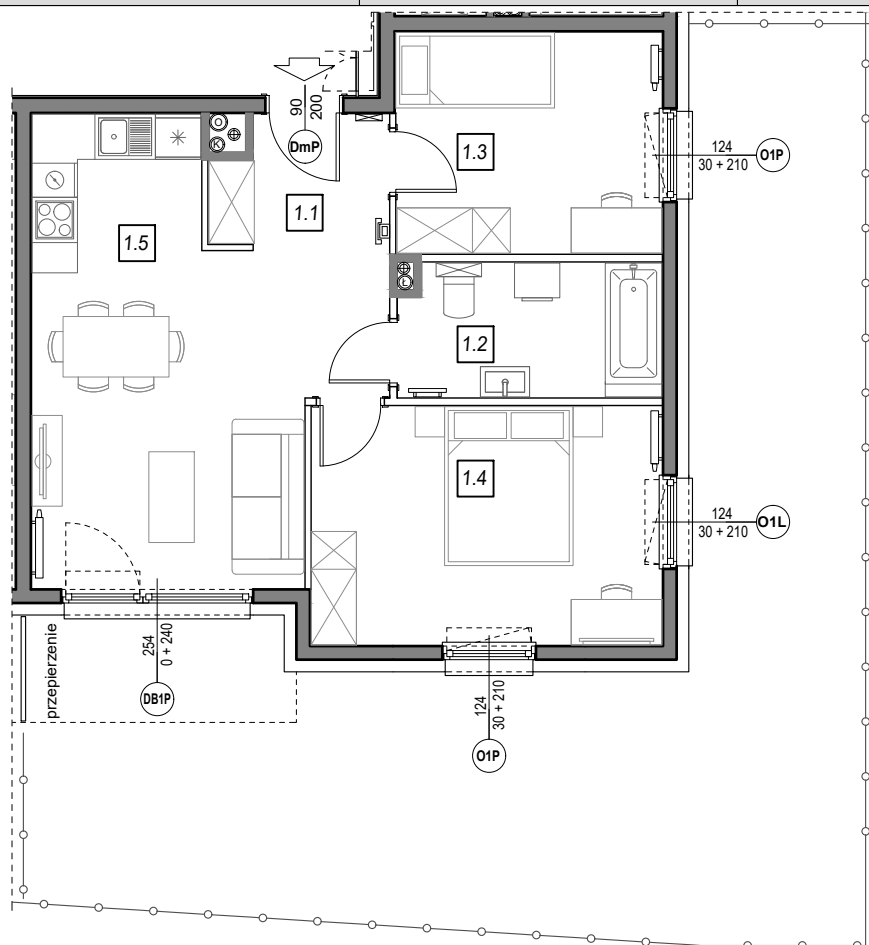 90
200
DmP
O
K
1.3
124
30 + 210
O1P
1.1
1.5
Ł
1.2
1.4
124
30 + 210
O1L
przepierzenie
254
0 + 240
DB1P
124
30 + 210
O1P